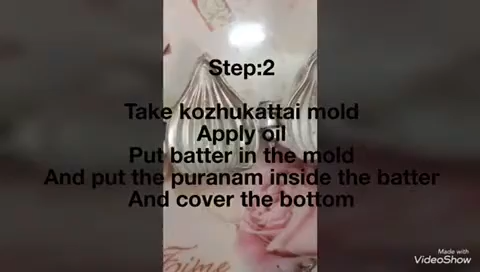 Step:2
Take kozhukattai mold
Apply oil
Put batter in the mold
And put the puranam inside the batter
And cover the bottom
Time
Made with
VideoShow